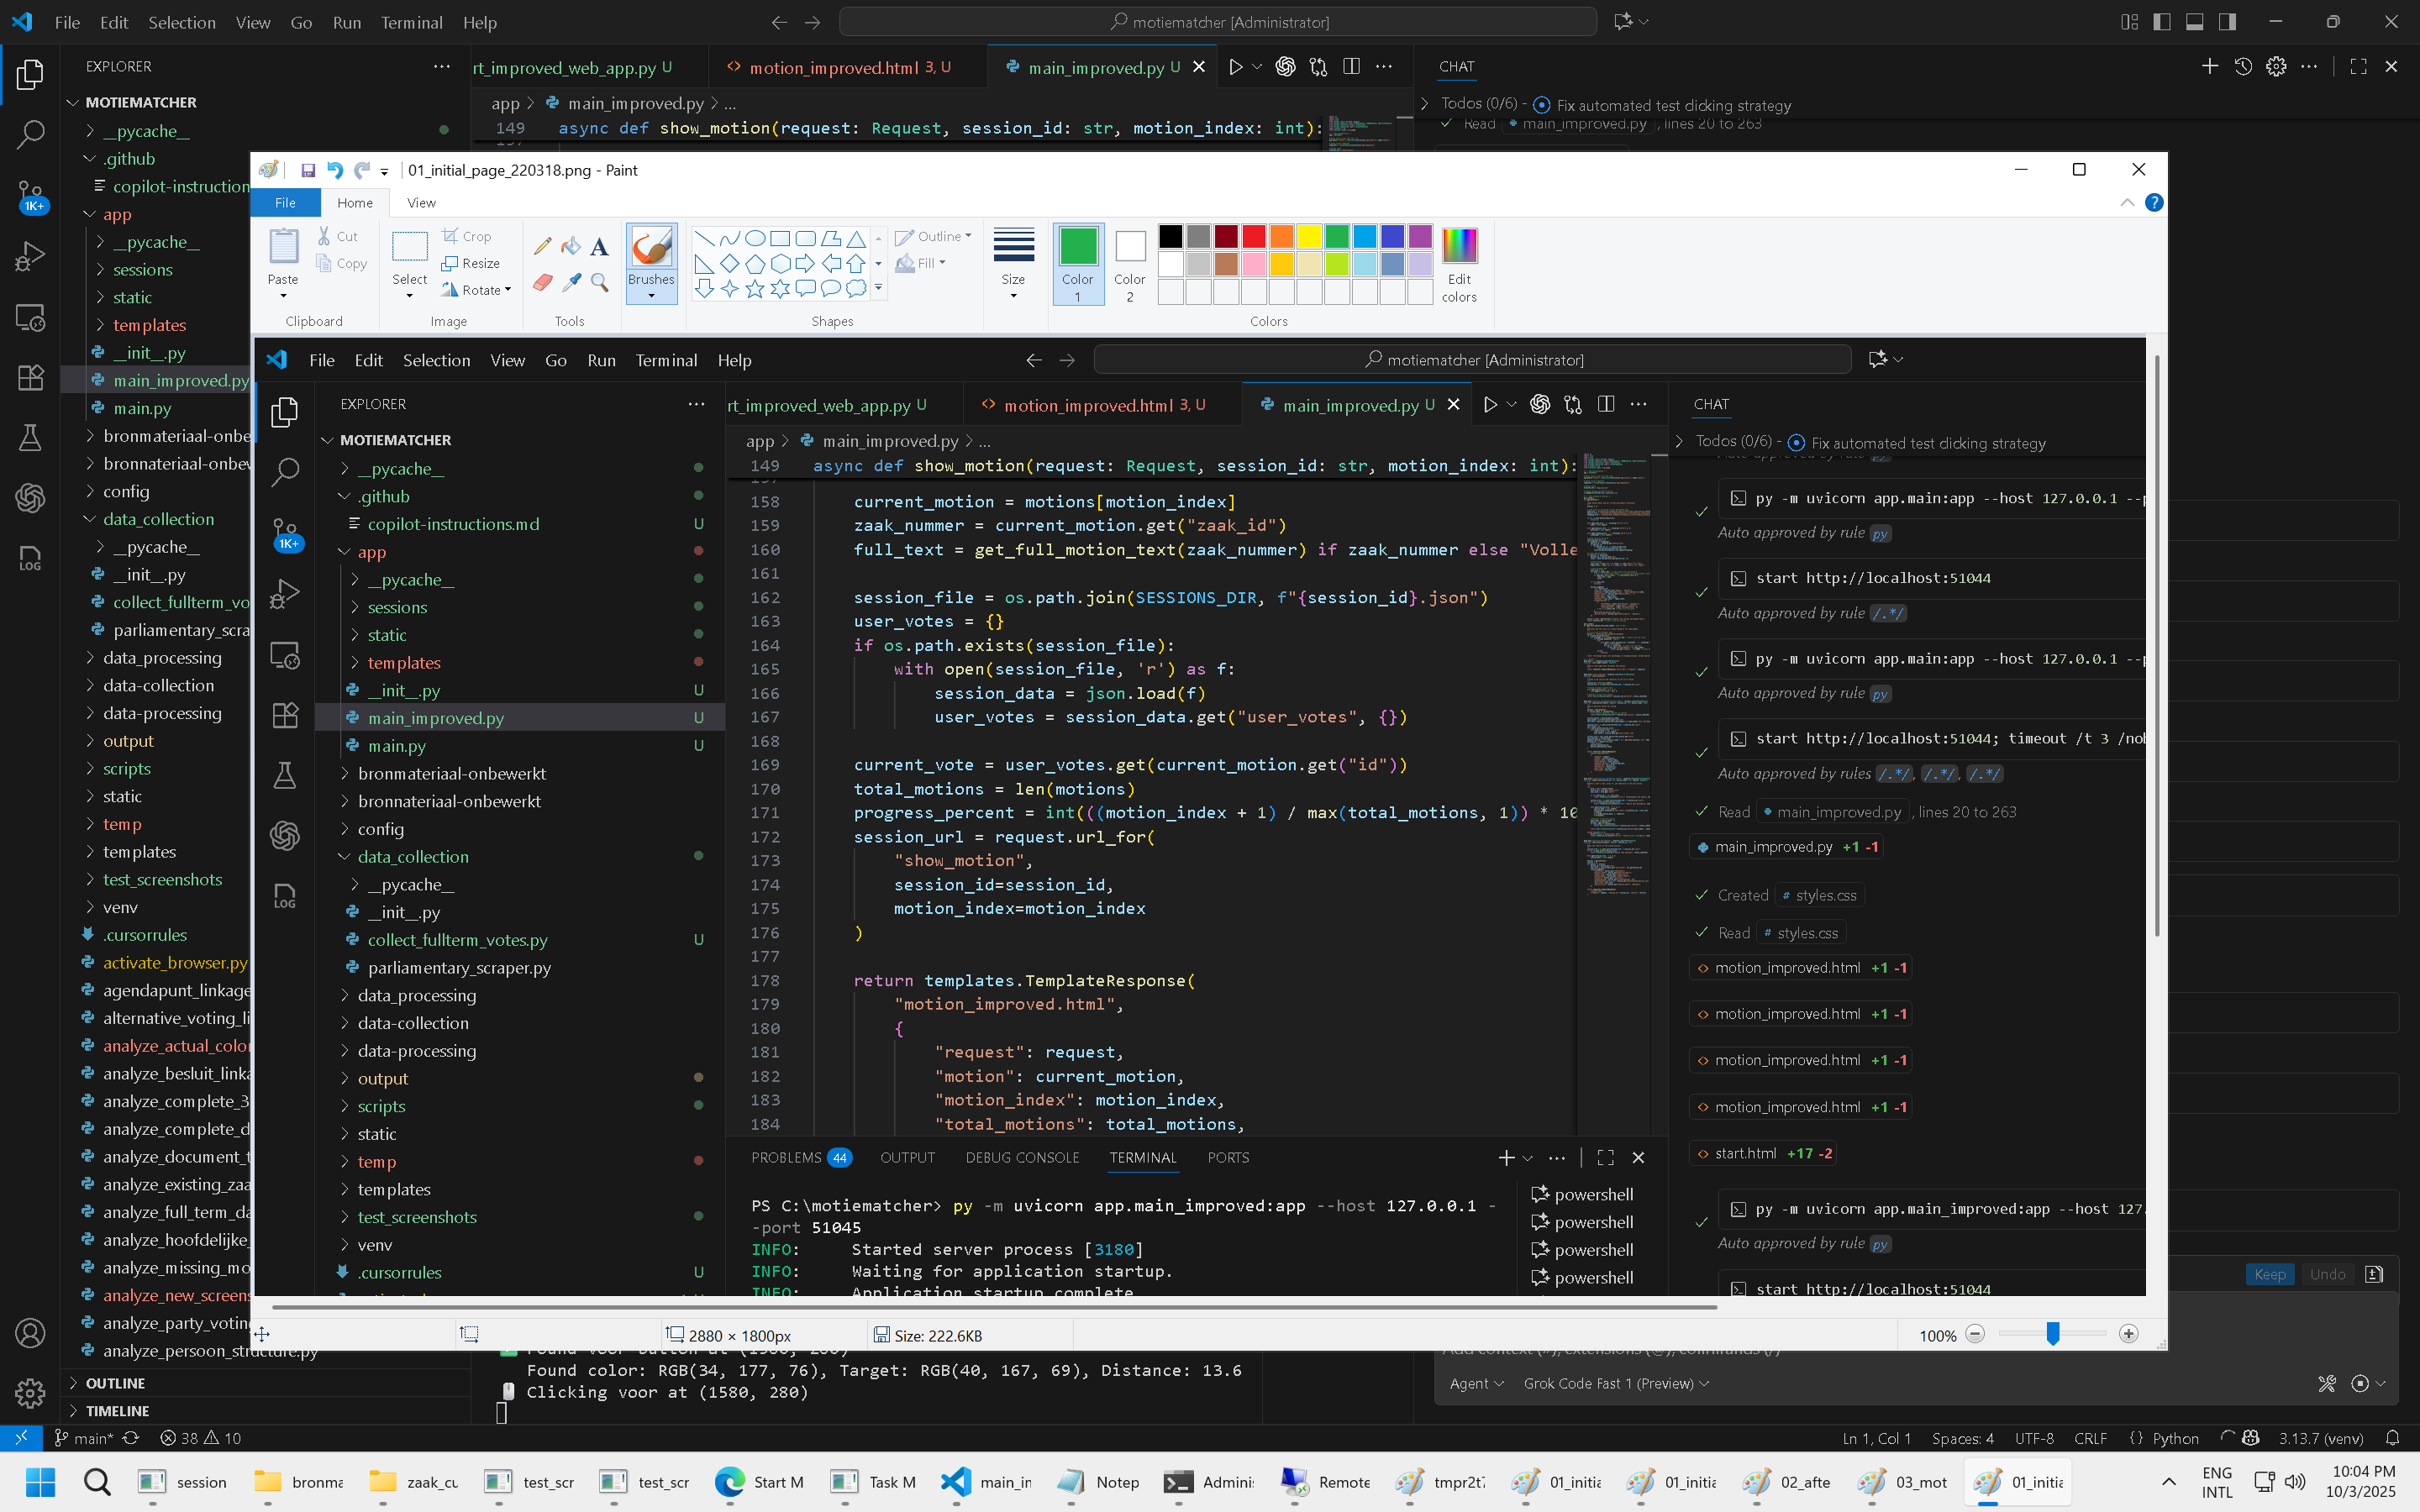 File Edit Selection View Go Run Terminal Help
motiematcher [Administrator]
EXPLORER
rt_improved_web_app.py U
motion_improved.html 3, U
main_improved.py U
CHAT
MOTIEMATCHER
app > main_improved.py > ...
149 async def show_motion(request: Request, session_id: str, motion_index: int):
Todos (0/6) - Fix automated test clicking strategy
Read main_improved.py , lines 20 to 263
__pycache__
.github
copilot-instruction
app
__pycache__
sessions
static
templates
__init__.py
main_improved.py
main.py
bronmateriaal-onbe
bronnateriaal-onbev
config
data_collection
__pycache__
__init__.py
collect_fullterm_vo
parliamentary_scra
data_processing
data-collection
data-processing
output
scripts
static
temp
templates
test_screenshots
venv
.cursorrules
activate_browser.py
agendapunt_linkage
alternative_voting_li
analyze_actual_color
analyze_besluit_linka
analyze_complete_3
analyze_complete_d
analyze_document_t
analyze_existing_zaa
analyze_full_term_da
analyze_hoofdelijke_
analyze_missing_mo
analyze_new_screens
analyze_party_voting
analyze_persoon_structure.py
OUTLINE
TIMELINE
1K+
LOG
01_initial_page_220318.png - Paint
File Home View
Paste
Cut
Copy
Clipboard
Select
Crop
Resize
Rotate
Image
Tools
Brushes
Shapes
Outline
Fill
Size
Color 1
Color 2
Colors
Edit colors
File Edit Selection View Go Run Terminal Help
motiematcher [Administrator]
EXPLORER
rt_improved_web_app.py U
motion_improved.html 3, U
main_improved.py U
CHAT
MOTIEMATCHER
app > main_improved.py > ...
Todos (0/6) - Fix automated test clicking strategy
__pycache__
.github
copilot-instructions.md U
app
__pycache__
sessions
static
templates
__init__.py U
main_improved.py U
main.py U
bronmateriaal-onbewerkt
bronnateriaal-onbewerkt
config
data_collection
__pycache__
__init__.py
collect_fullterm_votes.py U
parliamentary_scraper.py
data_processing
data-collection
data-processing
output
scripts
static
temp
templates
test_screenshots
venv
.cursorrules U
1K+
LOG
149 async def show_motion(request: Request, session_id: str, motion_index: int):
158 current_motion = motions[motion_index]
159 zaak_nummer = current_motion.get("zaak_id")
160 full_text = get_full_motion_text(zaak_nummer) if zaak_nummer else "Volle
161
162 session_file = os.path.join(SESSIONS_DIR, f"{session_id}.json")
163 user_votes = {}
164 if os.path.exists(session_file):
165 with open(session_file, 'r') as f:
166 session_data = json.load(f)
167 user_votes = session_data.get("user_votes", {})
168
169 current_vote = user_votes.get(current_motion.get("id"))
170 total_motions = len(motions)
171 progress_percent = int(((motion_index + 1) / max(total_motions, 1)) * 10
172 session_url = request.url_for(
173 "show_motion",
174 session_id=session_id,
175 motion_index=motion_index
176 )
177
178 return templates.TemplateResponse(
179 "motion_improved.html",
180 {
181 "request": request,
182 "motion": current_motion,
183 "motion_index": motion_index,
184 "total_motions": total_motions,
Auto approved by rule py
py -m uvicorn app.main:app --host 127.0.0.1 --p
Auto approved by rule py
start http://localhost:51044
Auto approved by rule /.*/
py -m uvicorn app.main:app --host 127.0.0.1 --p
Auto approved by rule py
start http://localhost:51044; timeout /t 3 /nob
Auto approved by rules /.*/, /.*/, /.*/
Read main_improved.py , lines 20 to 263
main_improved.py +1 -1
Created # styles.css
Read # styles.css
motion_improved.html +1 -1
motion_improved.html +1 -1
motion_improved.html +1 -1
motion_improved.html +1 -1
start.html +17 -2
py -m uvicorn app.main_improved:app --host 127.
Auto approved by rule py
start http://localhost:51044
PROBLEMS 44 OUTPUT DEBUG CONSOLE TERMINAL PORTS
PS C:\motiematcher> py -m uvicorn app.main_improved:app --host 127.0.0.1 -
-port 51045
INFO: Started server process [3180]
INFO: Waiting for application startup.
INFO: Application startup complete
powershell
powershell
powershell
powershell
2880 × 1800px
Size: 222.6KB
100%
Keep Undo
Found voor button at (1580, 280)
Found color: RGB(34, 177, 76), Target: RGB(40, 167, 69), Distance: 13.6
Clicking voor at (1580, 280)
Add context (#), extensions (@), commands (/)
Agent Grok Code Fast 1 (Preview)
main* 38 10
Ln 1, Col 1 Spaces: 4 UTF-8 CRLF {} Python 3.13.7 (venv)
session
bronma
zaak_cu
test_scr
test_scr
Start M
Task M
main_in
Notep
Adminis
Remote
tmpr2t7
01_initia
01_initia
02_afte
03_mot
01_initia
ENG
INTL
10:04 PM
10/3/2025